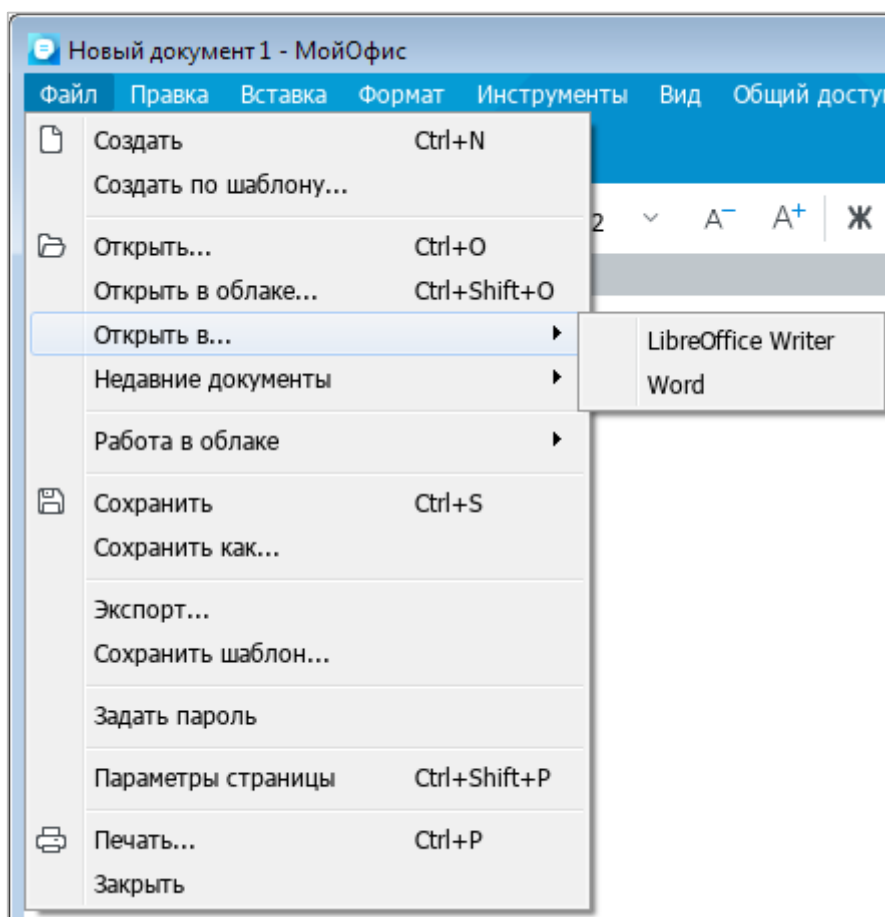 Новый документ 1 - МойОфис
Файл Правка Вставка Формат Инструменты Вид Общий досту
Создать Ctrl+N
Создать по шаблону...
2 A− A+ Ж
Открыть... Ctrl+O
Открыть в облаке... Ctrl+Shift+O
Открыть в...
LibreOffice Writer
Недавние документы
Word
Работа в облаке
Сохранить Ctrl+S
Сохранить как...
Экспорт...
Сохранить шаблон...
Задать пароль
Параметры страницы Ctrl+Shift+P
Печать... Ctrl+P
Закрыть